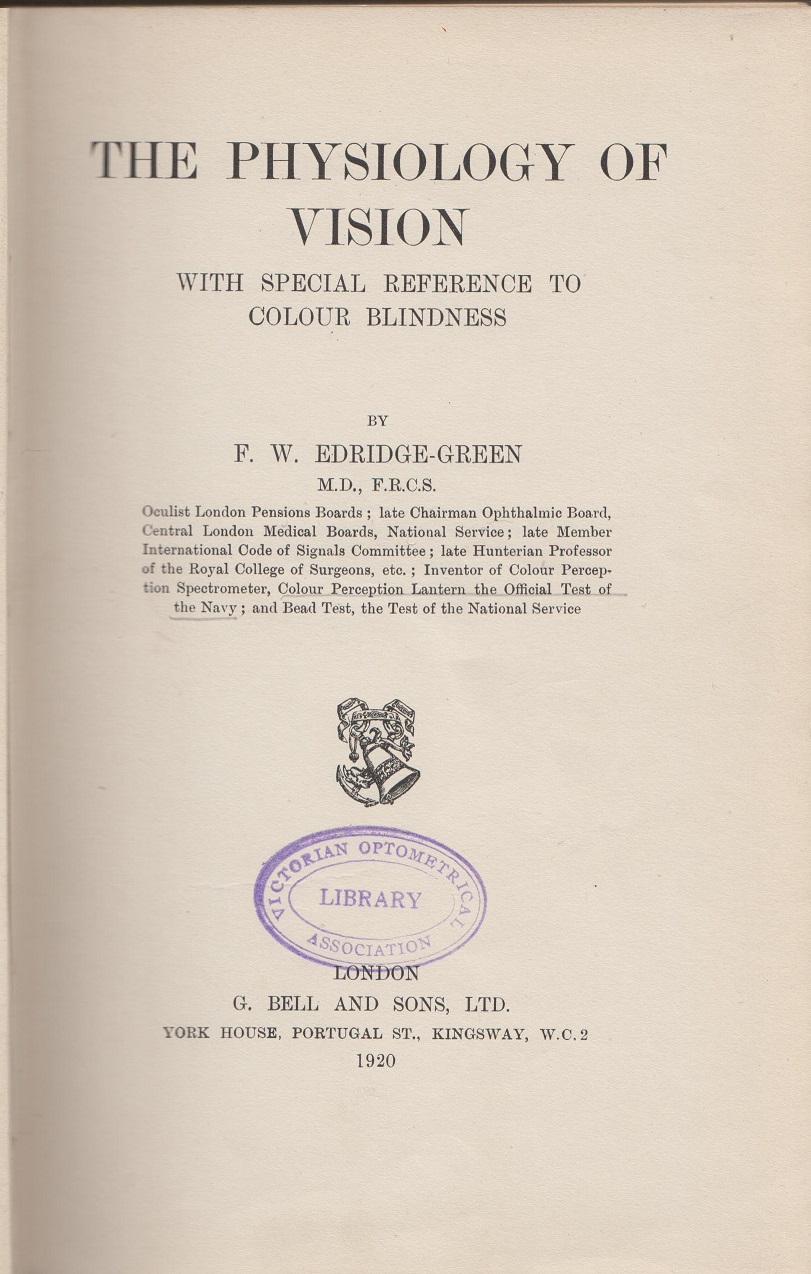 THE PHYSIOLOGY OF
VISION
WITH SPECIAL REFERENCE TO
COLOUR BLINDNESS
BY
F. W. EDRIDGE-GREEN
M.D., F.R.C.S.
Oculist London Pensions Boards ; late Chairman Ophthalmic Board,
Central London Medical Boards, National Service ; late Member
International Code of Signals Committee ; late Hunterian Professor
of the Royal College of Surgeons, etc. ; Inventor of Colour Percep-
tion Spectrometer, Colour Perception Lantern the Official Test of
the Navy ; and Bead Test, the Test of the National Service
VICTORIAN OPTOMETRICAL
LIBRARY
ASSOCIATION
LONDON
G. BELL AND SONS, LTD.
YORK HOUSE, PORTUGAL ST., KINGSWAY, W.C. 2
1920